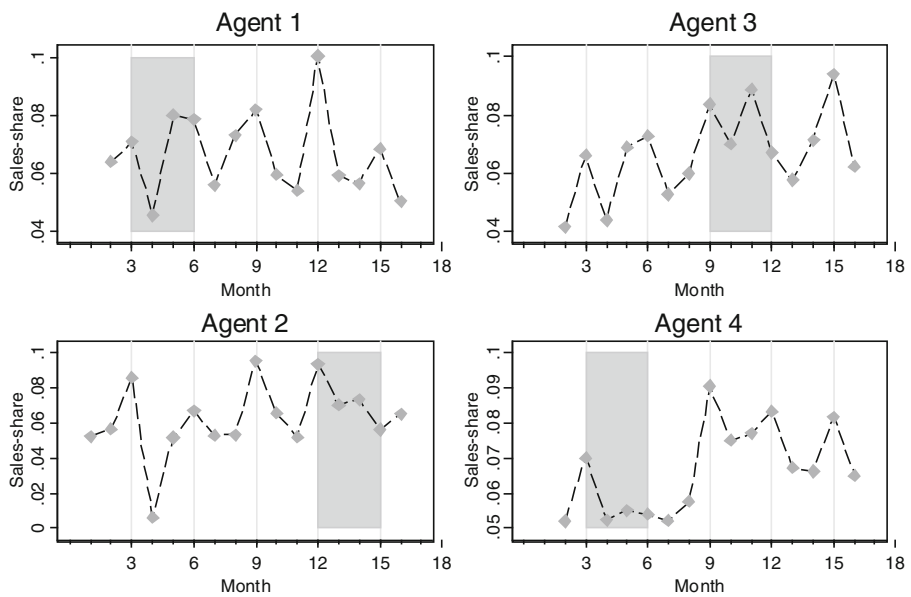 Agent 1
Sales-share
.04 .06 .08 .1
3 6 9 12 15 18
Month
Agent 3
Sales-share
.04 .06 .08 .1
3 6 9 12 15 18
Month
Agent 2
Sales-share
0 .02 .04 .06 .08 .1
3 6 9 12 15 18
Month
Agent 4
Sales-share
.05 .06 .07 .08 .09 .1
3 6 9 12 15 18
Month